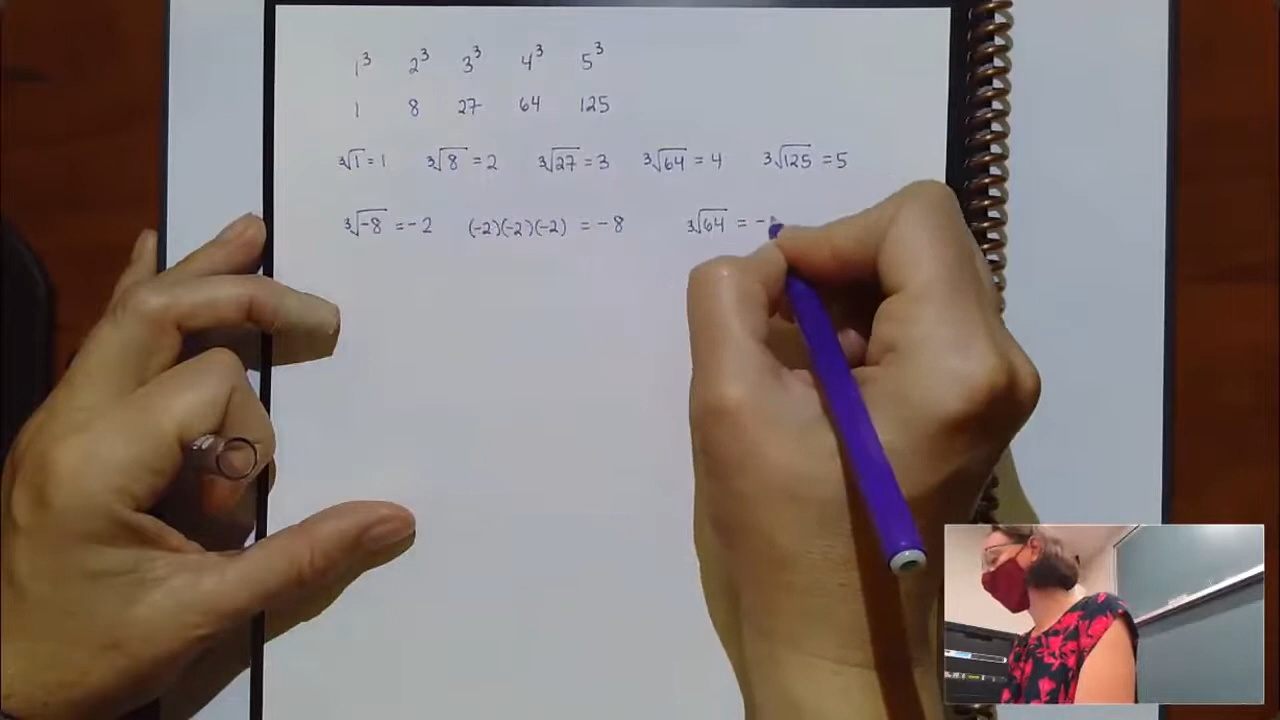 1³ 2³ 3³ 4³ 5³
1 8 27 64 125
∛1 = 1 ∛8 = 2 ∛27 = 3 ∛64 = 4 ∛125 = 5
∛-8 = -2 (-2)(-2)(-2) = -8 ∛64 = -